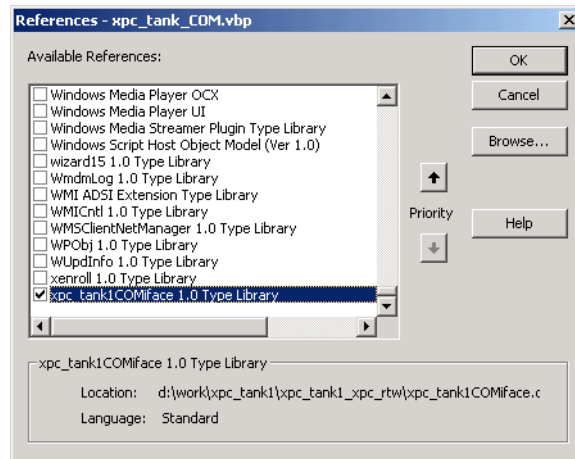 References - xpc_tank_COM.vbp
Available References:
OK
Cancel
Browse...
Help
Priority
Windows Media Player OCX
Windows Media Player UI
Windows Media Streamer Plugin Type Library
Windows Script Host Object Model (Ver 1.0)
wizard15 1.0 Type Library
WmdmLog 1.0 Type Library
WMI ADSI Extension Type Library
WMICntl 1.0 Type Library
WMSClientNetManager 1.0 Type Library
WPObj 1.0 Type Library
WUpdInfo 1.0 Type Library
xenroll 1.0 Type Library
xpc_tank1COMiface 1.0 Type Library
xpc_tank1COMiface 1.0 Type Library
Location: d:\work\xpc_tank1\xpc_tank1_xpc_rtw\xpc_tank1COMiface.c
Language: Standard